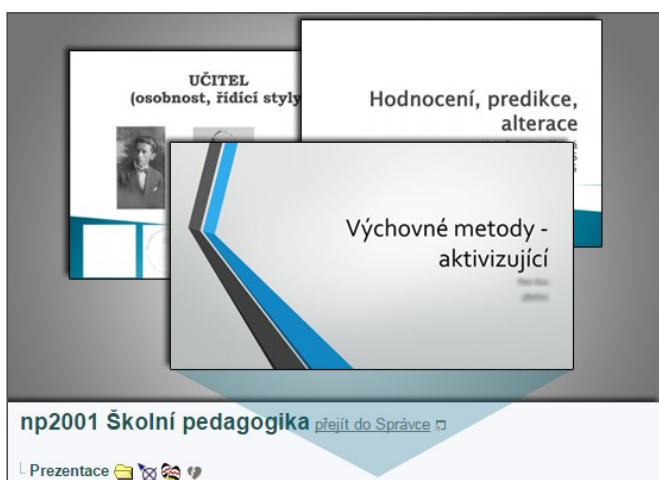 UČITEL
(osobnost, řídící styly
Hodnocení, predikce,
alterace
Výchovné metody -
aktivizující
np2001 Školní pedagogika přejít do Správce
Prezentace